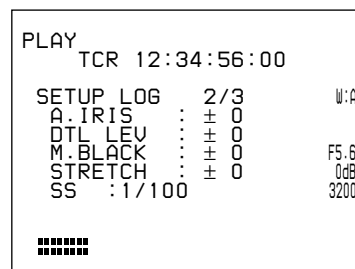 PLAY
TCR 12:34:56:00
SETUP LOG 2/3 W:A
A.IRIS : ± 0
DTL LEV : ± 0
M.BLACK : ± 0 F5.6
STRETCH : ± 0 0dB
SS :1/100 3200